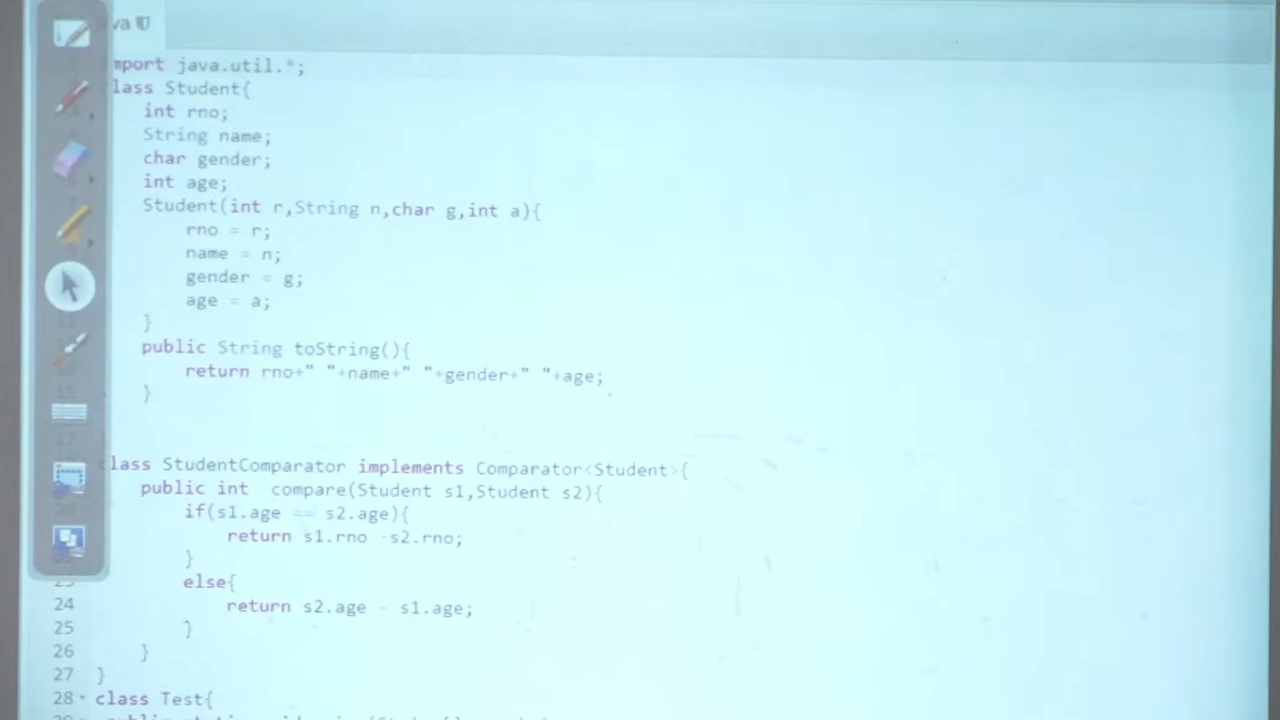 va
mport java.util.*;
lass Student{
int rno;
String name;
char gender;
int age;
Student(int r,String n,char g,int a){
rno = r;
name = n;
gender = g;
age = a;
}
public String toString(){
return rno+" "+name+" "+gender+" "+age;
15 }
17
lass StudentComparator implements Comparator<Student>{
public int compare(Student s1,Student s2){
if(s1.age == s2.age){
return s1.rno -s2.rno;
}
else{
24 return s2.age - s1.age;
25 }
26 }
27 }
28 class Test{